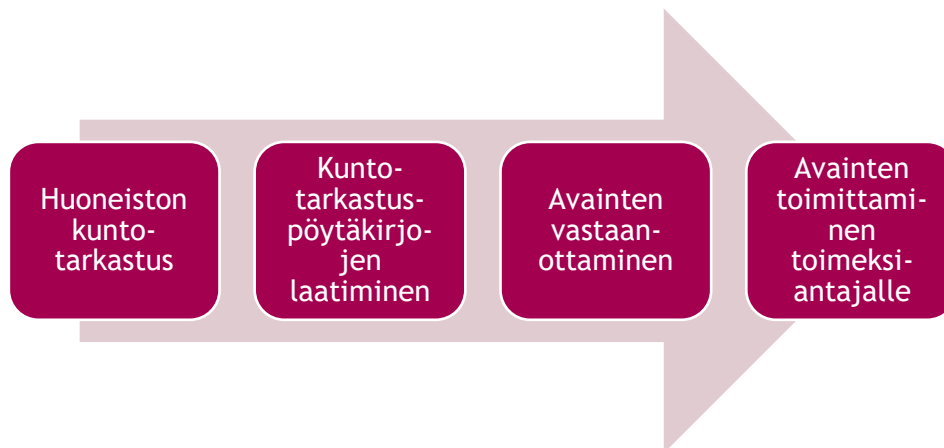 Huoneiston
kunto-
tarkastus
Kunto-
tarkastus-
pöytäkirjo-
jen
laatiminen
Avainten
vastaan-
ottaminen
Avainten
toimittami-
nen
toimeksi-
antajalle